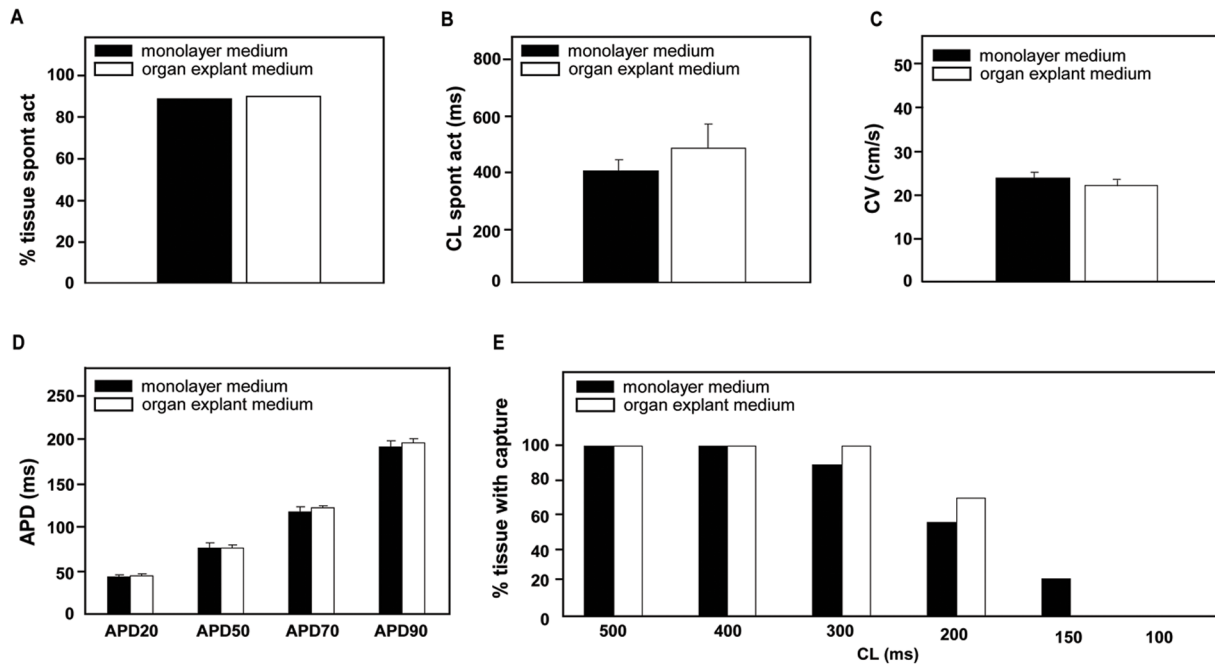 A
monolayer medium
organ explant medium
% tissue spont act
100
80
60
40
20
0
B
monolayer medium
organ explant medium
CL spont act (ms)
800
600
400
200
0
C
monolayer medium
organ explant medium
CV (cm/s)
50
40
30
20
10
0
D
monolayer medium
organ explant medium
APD (ms)
250
200
150
100
50
0
APD20 APD50 APD70 APD90
E
monolayer medium
organ explant medium
% tissue with capture
100
80
60
40
20
0
500 400 300 200 150 100
CL (ms)